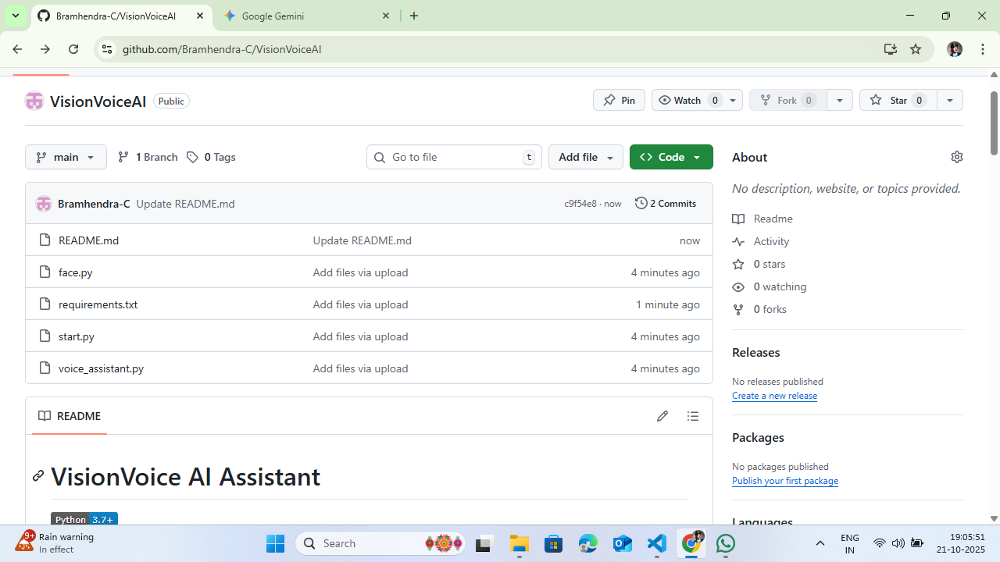 Bramhendra-C/VisionVoiceAI
Google Gemini
github.com/Bramhendra-C/VisionVoiceAI
VisionVoiceAI Public
Pin
Watch 0
Fork 0
Star 0
main
1 Branch
0 Tags
Go to file t
Add file
Code
Bramhendra-C Update README.md c9f54e8 · now 2 Commits
README.md Update README.md now
face.py Add files via upload 4 minutes ago
requirements.txt Add files via upload 1 minute ago
start.py Add files via upload 4 minutes ago
voice_assistant.py Add files via upload 4 minutes ago
README
VisionVoice AI Assistant
Python 3.7+
About
No description, website, or topics provided.
Readme
Activity
0 stars
0 watching
0 forks
Releases
No releases published
Create a new release
Packages
No packages published
Publish your first package
Languages
9+
Rain warning
In effect
Search
ENG
IN
19:05:51
21-10-2025